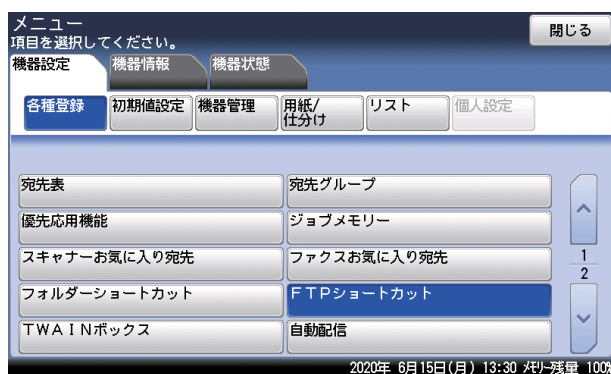 メニュー
閉じる
項目を選択してください。
機器設定 機器情報 機器状態
各種登録 初期値設定 機器管理 用紙/ リスト 個人設定
仕分け
宛先表 宛先グループ
優先応用機能 ジョブメモリー
スキャナーお気に入り宛先 ファクスお気に入り宛先
1
2
フォルダーショートカット ＦＴＰショートカット
ＴＷＡＩＮボックス 自動配信
2020年 6月15日(月) 13:30 ﾒﾓﾘｰ残量 100%